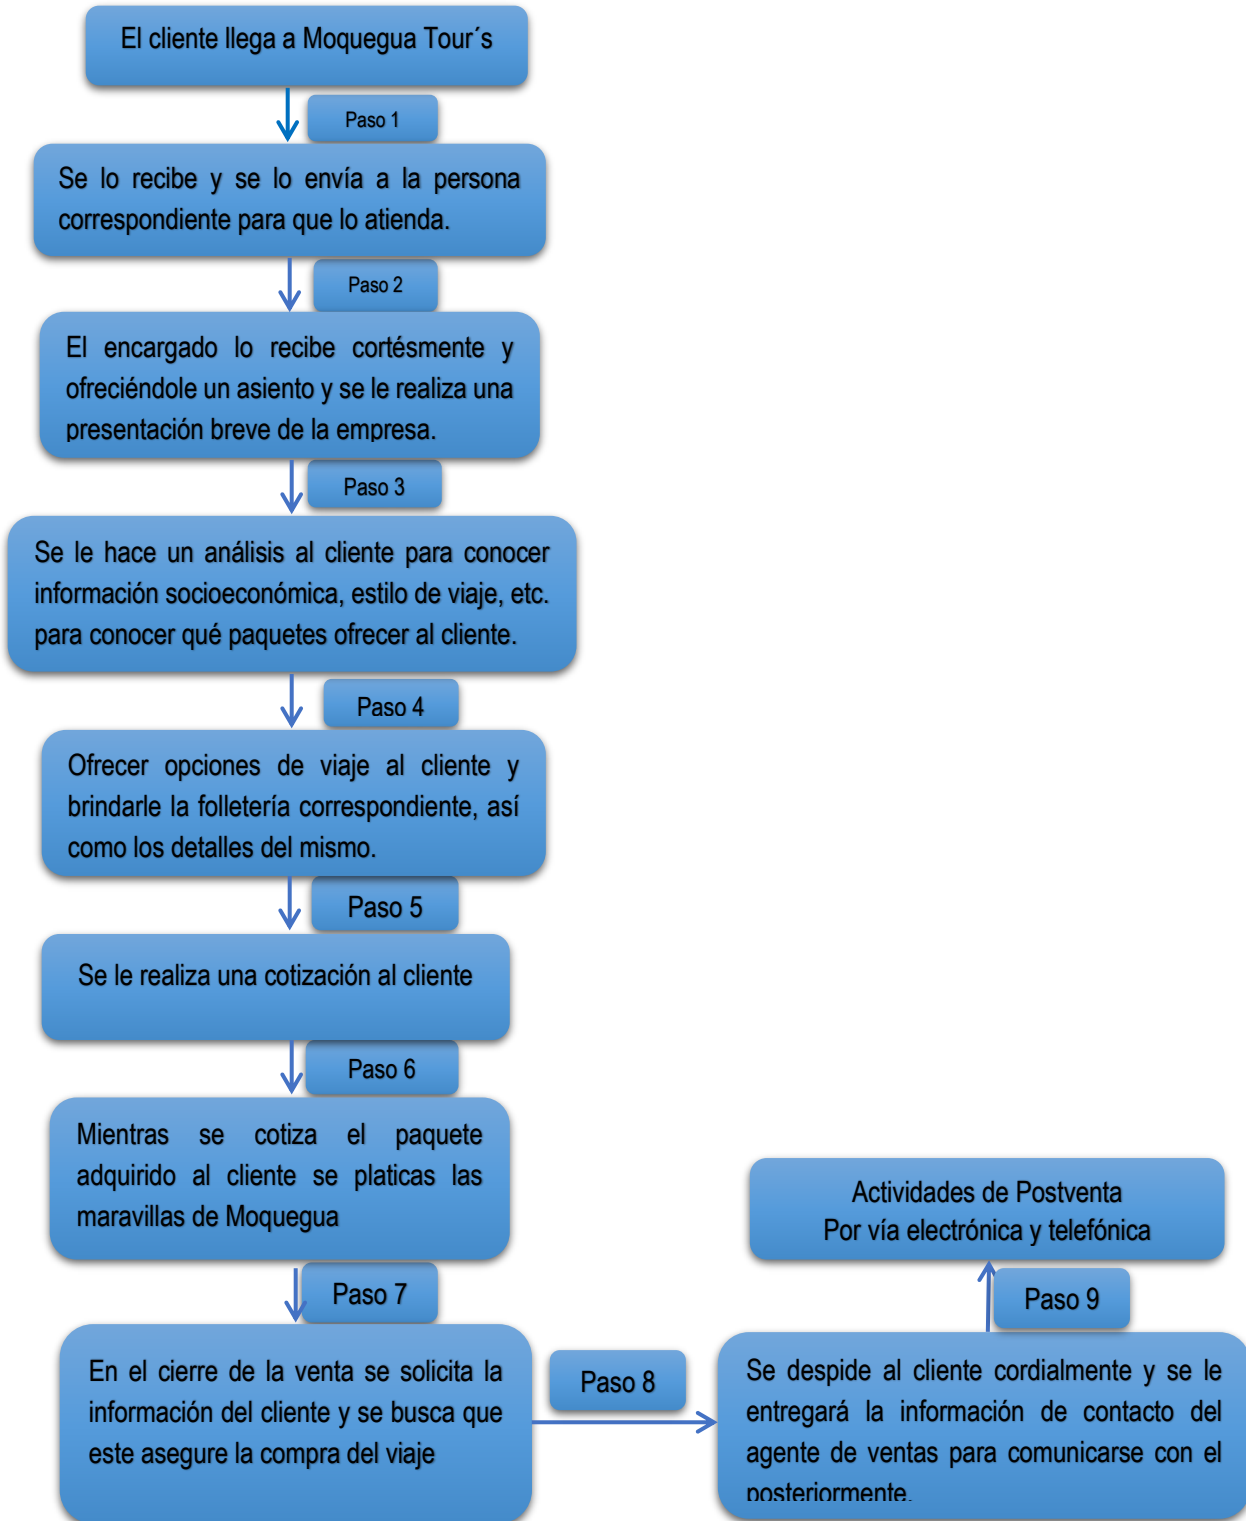 El cliente llega a Moquegua Tour´s
Paso 1
Se lo recibe y se lo envía a la persona
correspondiente para que lo atienda.
Paso 2
El encargado lo recibe cortésmente y
ofreciéndole un asiento y se le realiza una
presentación breve de la empresa.
Paso 3
Se le hace un análisis al cliente para conocer
información socioeconómica, estilo de viaje, etc.
para conocer qué paquetes ofrecer al cliente.
Paso 4
Ofrecer opciones de viaje al cliente y
brindarle la folletería correspondiente, así
como los detalles del mismo.
Paso 5
Se le realiza una cotización al cliente
Paso 6
Mientras se cotiza el paquete
adquirido al cliente se platicas las
maravillas de Moquegua
Paso 7
En el cierre de la venta se solicita la
información del cliente y se busca que
este asegure la compra del viaje
Paso 8
Se despide al cliente cordialmente y se le
entregará la información de contacto del
agente de ventas para comunicarse con el
posteriormente.
Paso 9
Actividades de Postventa
Por vía electrónica y telefónica